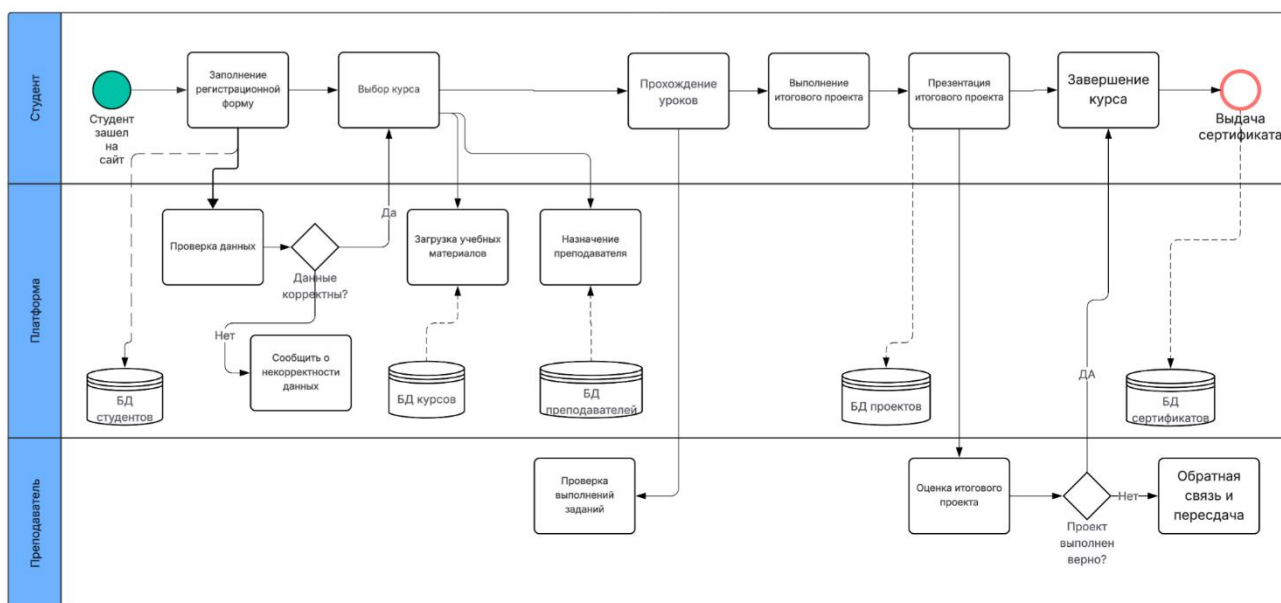 Студент
Студент
зашел
на
сайт
Заполнение
регистрационной
форму
Выбор курса
Прохождение
уроков
Выполнение
итогового проекта
Презентация
итогового проекта
Завершение
курса
Выдача
сертификата
Платформа
Проверка данных
Данные
корректны?
Да
Нет
Сообщить о
некорректности
данных
Загрузка учебных
материалов
Назначение
преподавателя
БД
студентов
БД курсов
БД
преподавателей
БД проектов
БД
сертификатов
ДА
Преподаватель
Проверка
выполнений
заданий
Оценка итогового
проекта
Проект
выполнен
верно?
Нет
Обратная
связь и
пересдача